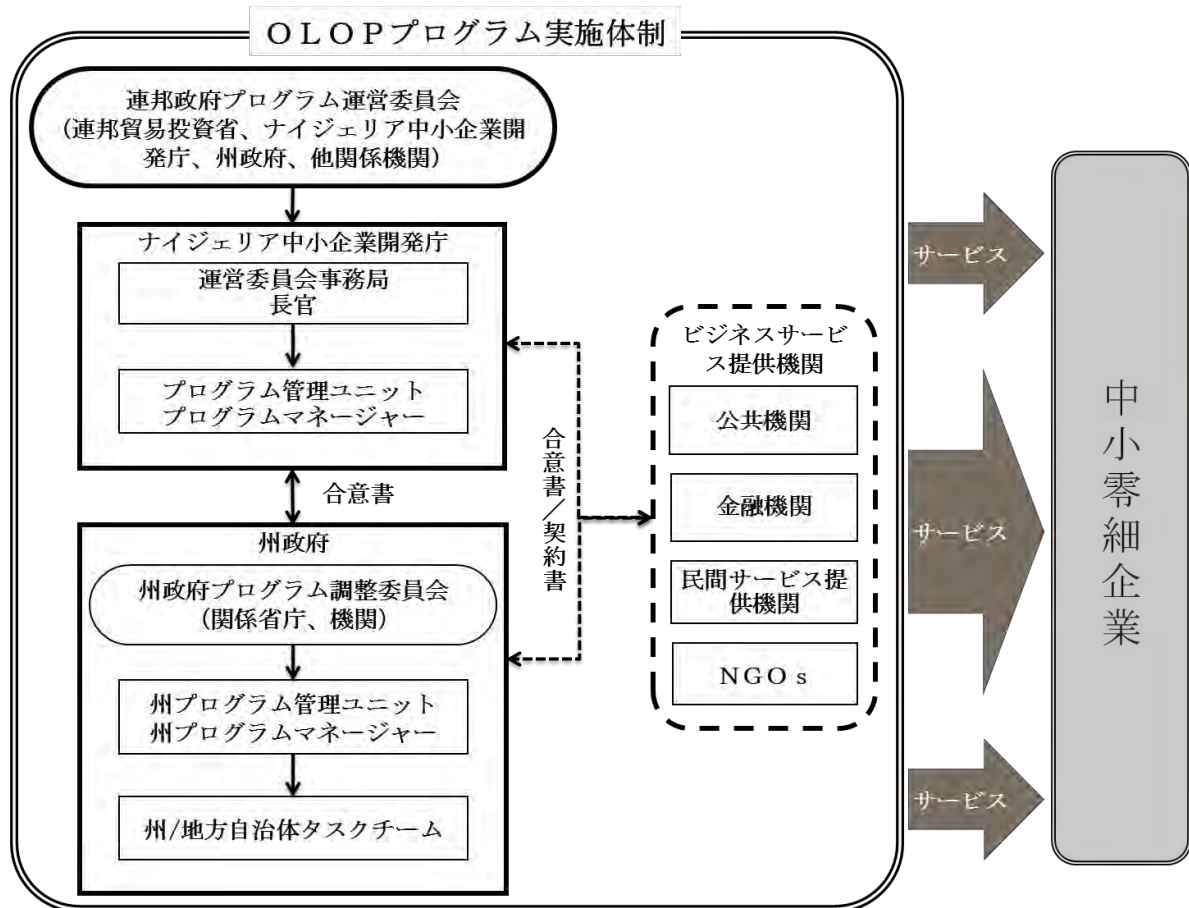 ＯＬＯＰプログラム実施体制
連邦政府プログラム運営委員会
(連邦貿易投資省、ナイジェリア中小企業開
発庁、州政府、他関係機関)
ナイジェリア中小企業開発庁
運営委員会事務局
長官
プログラム管理ユニット
プログラムマネージャー
合意書
州政府
州政府プログラム調整委員会
(関係省庁、機関)
州プログラム管理ユニット
州プログラムマネージャー
州/地方自治体タスクチーム
合意書／契約書
ビジネスサービ
ス提供機関
公共機関
金融機関
民間サービス提
供機関
ＮＧＯｓ
サービス
サービス
サービス
中小零細企業